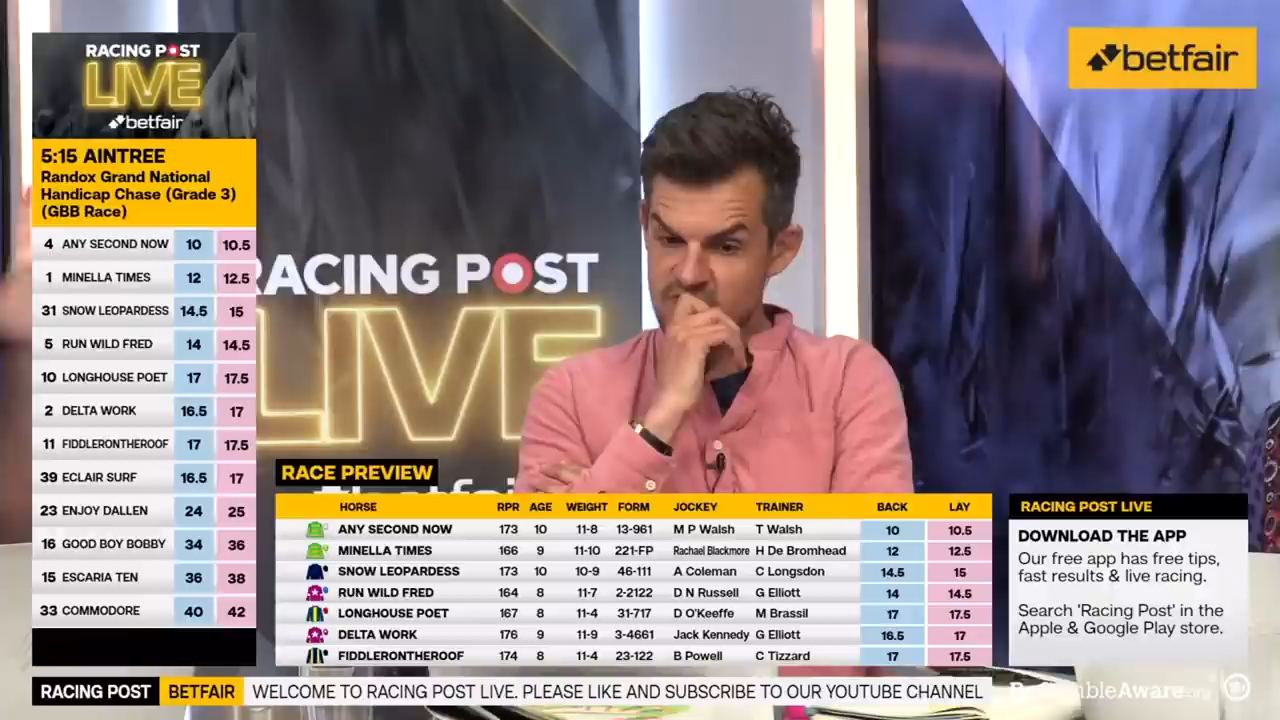 RACING POST
LIVE
betfair
5:15 AINTREE
Randox Grand National
Handicap Chase (Grade 3)
(GBB Race)
4 ANY SECOND NOW 10 10.5
1 MINELLA TIMES 12 12.5
31 SNOW LEOPARDESS 14.5 15
5 RUN WILD FRED 14 14.5
10 LONGHOUSE POET 17 17.5
2 DELTA WORK 16.5 17
11 FIDDLERONTHEROOF 17 17.5
39 ECLAIR SURF 16.5 17
23 ENJOY DALLEN 24 25
16 GOOD BOY BOBBY 34 36
15 ESCARIA TEN 36 38
33 COMMODORE 40 42
betfair
RACING POST
LIVE
RACE PREVIEW
HORSE RPR AGE WEIGHT FORM JOCKEY TRAINER BACK LAY
ANY SECOND NOW 173 10 11-8 13-961 M P Walsh T Walsh 10 10.5
MINELLA TIMES 166 9 11-10 221-FP Rachael Blackmore H De Bromhead 12 12.5
SNOW LEOPARDESS 173 10 10-9 46-111 A Coleman C Longsdon 14.5 15
RUN WILD FRED 164 8 11-7 2-2122 D N Russell G Elliott 14 14.5
LONGHOUSE POET 167 8 11-4 31-717 D O'Keeffe M Brassil 17 17.5
DELTA WORK 176 9 11-9 3-4661 Jack Kennedy G Elliott 16.5 17
FIDDLERONTHEROOF 174 8 11-4 23-122 B Powell C Tizzard 17 17.5
RACING POST LIVE
DOWNLOAD THE APP
Our free app has free tips,
fast results & live racing.
Search 'Racing Post' in the
Apple & Google Play store.
RACING POST BETFAIR WELCOME TO RACING POST LIVE. PLEASE LIKE AND SUBSCRIBE TO OUR YOUTUBE CHANNEL